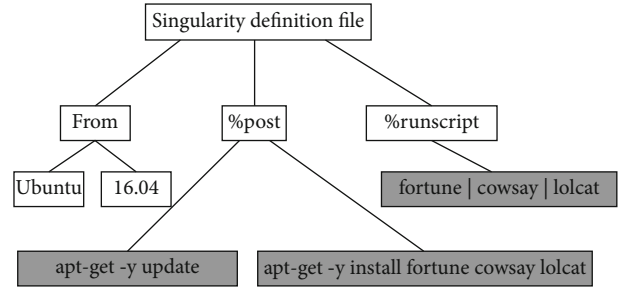 Singularity definition file
From
%post
%runscript
Ubuntu
16.04
fortune | cowsay | lolcat
apt-get -y update
apt-get -y install fortune cowsay lolcat